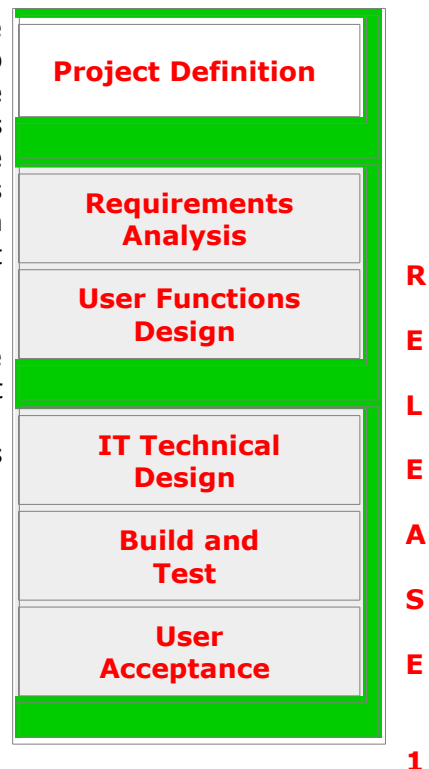 Project Definition
Requirements
Analysis
User Functions
Design
IT Technical
Design
Build and
Test
User
Acceptance
R
E
L
E
A
S
E
1